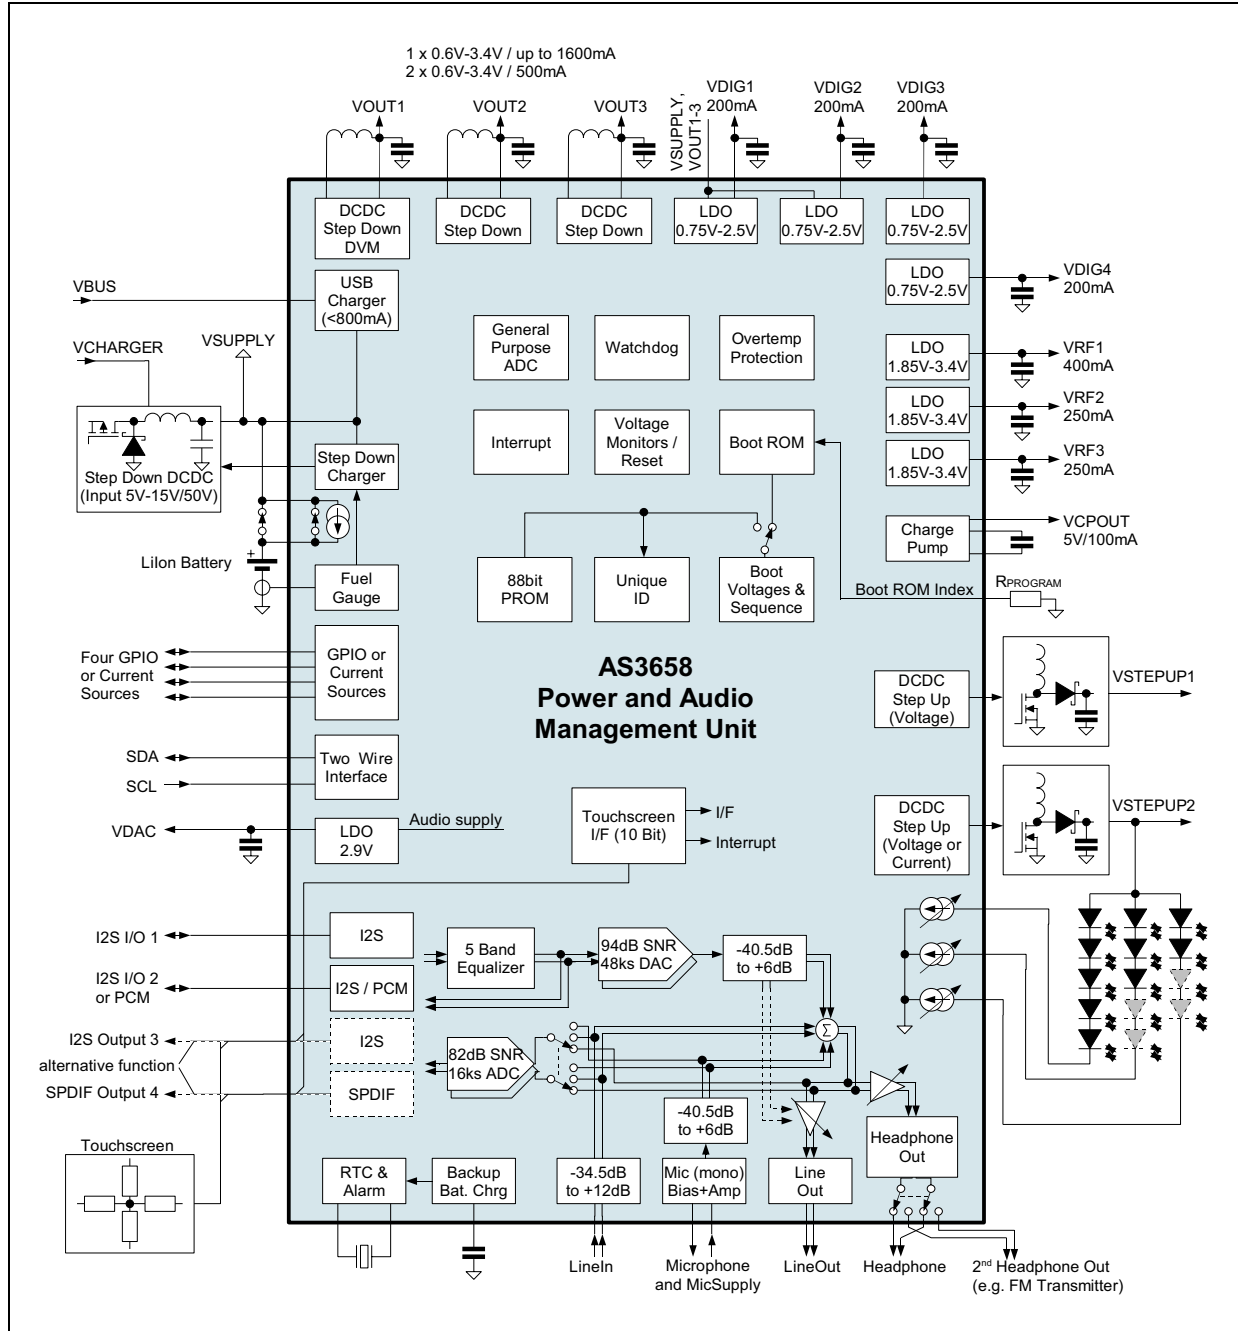 1 x 0.6V-3.4V / up to 1600mA
2 x 0.6V-3.4V / 500mA
VOUT1
VOUT2
VOUT3
VSUPPLY,
VOUT1-3
VDIG1
200mA
VDIG2
200mA
VDIG3
200mA
DCDC
Step Down
DVM
DCDC
Step Down
DCDC
Step Down
LDO
0.75V-2.5V
LDO
0.75V-2.5V
LDO
0.75V-2.5V
VBUS
USB
Charger
(<800mA)
LDO
0.75V-2.5V
VDIG4
200mA
VCHARGER
VSUPPLY
General
Purpose
ADC
Watchdog
Overtemp
Protection
LDO
1.85V-3.4V
VRF1
400mA
LDO
1.85V-3.4V
VRF2
250mA
Step Down DCDC
(Input 5V-15V/50V)
Step Down
Charger
Interrupt
Voltage
Monitors /
Reset
Boot ROM
LDO
1.85V-3.4V
VRF3
250mA
Charge
Pump
VCPOUT
5V/100mA
+
LiIon Battery
Fuel
Gauge
88bit
PROM
Unique
ID
Boot
Voltages &
Sequence
Boot ROM Index
RPROGRAM
Four GPIO
or Current
Sources
GPIO or
Current
Sources
AS3658
Power and Audio
Management Unit
DCDC
Step Up
(Voltage)
VSTEPUP1
SDA
SCL
Two Wire
Interface
VDAC
LDO
2.9V
Audio supply
Touchscreen
I/F (10 Bit)
I/F
Interrupt
DCDC
Step Up
(Voltage or
Current)
VSTEPUP2
I2S I/O 1
I2S
5 Band
Equalizer
94dB SNR
48ks DAC
-40.5dB
to +6dB
I2S I/O 2
or PCM
I2S / PCM
I2S Output 3
alternative function
SPDIF Output 4
I2S
SPDIF
82dB SNR
16ks ADC
Σ
-40.5dB
to +6dB
Headphone
Out
Touchscreen
RTC &
Alarm
Backup
Bat. Chrg
-34.5dB
to +12dB
Mic (mono)
Bias+Amp
Line
Out
LineIn
Microphone
and MicSupply
LineOut
Headphone
2nd Headphone Out
(e.g. FM Transmitter)